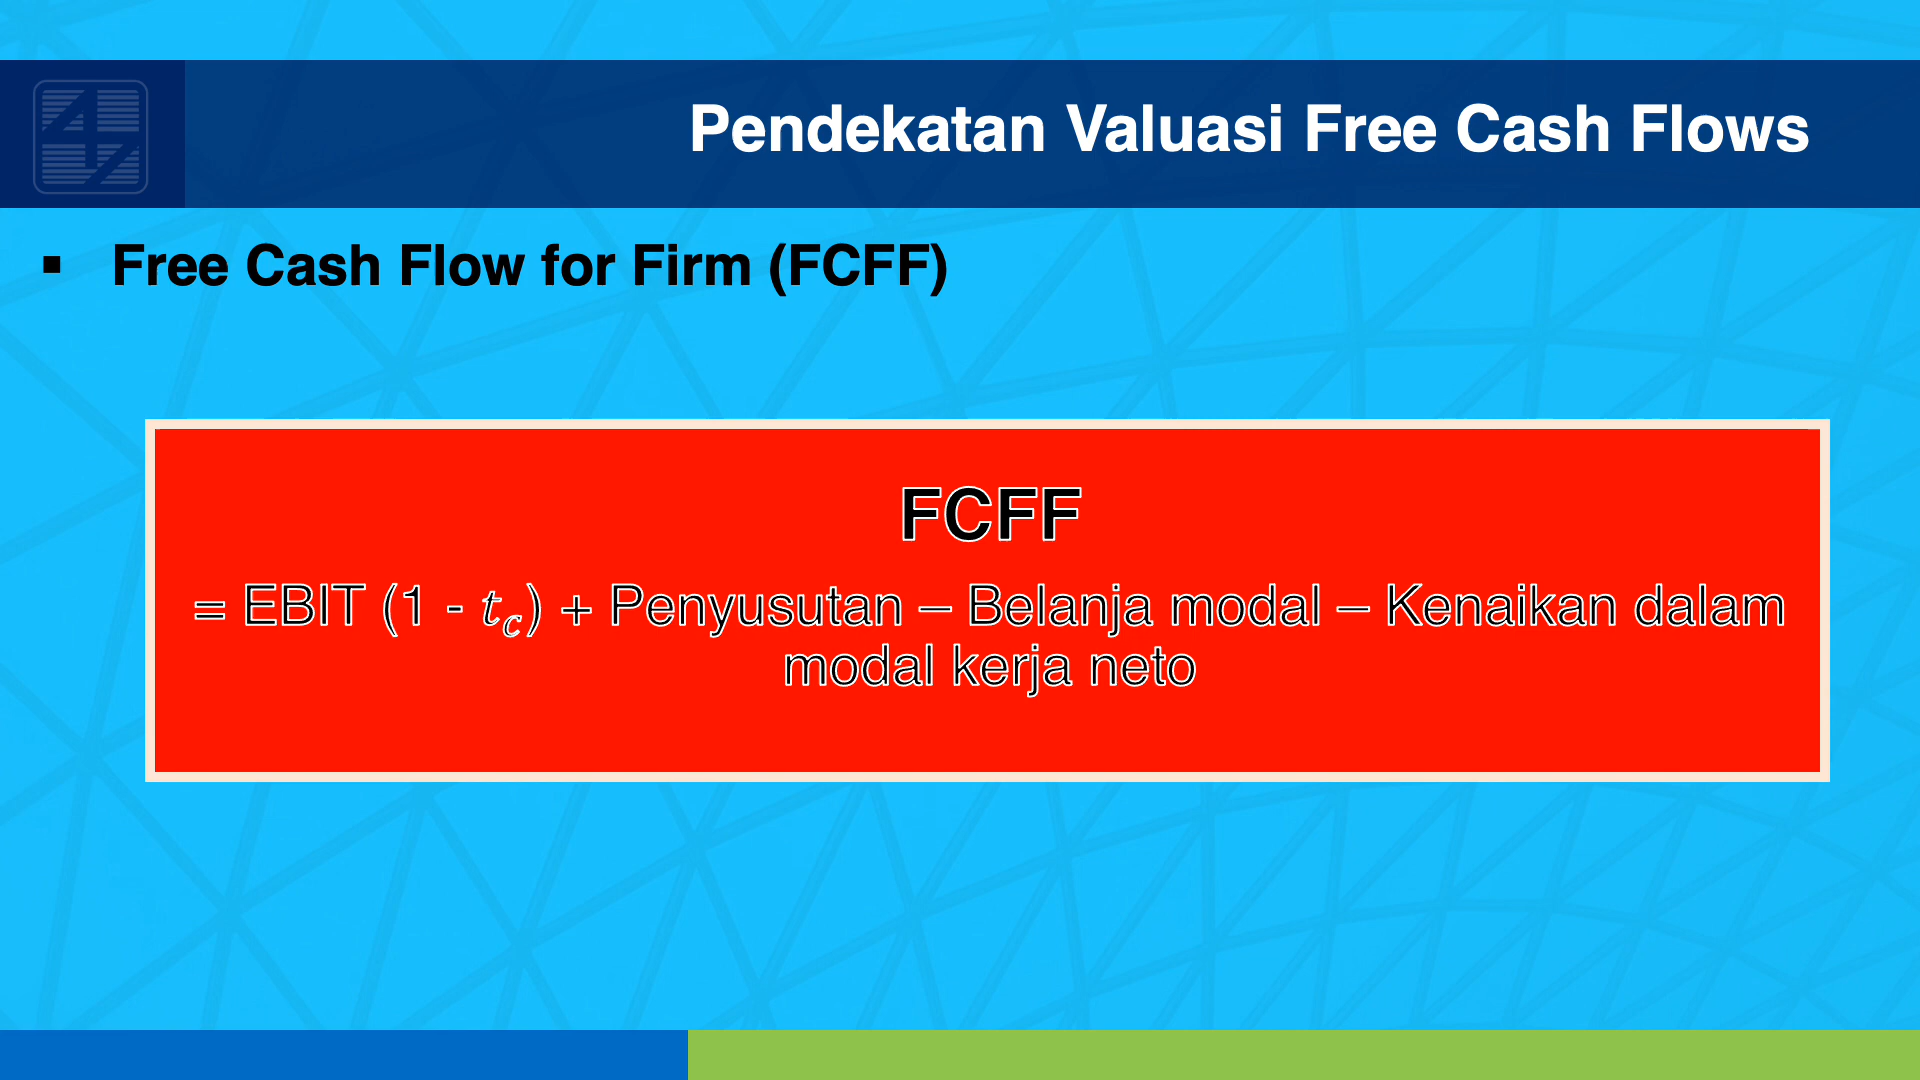 Pendekatan Valuasi Free Cash Flows
▪ Free Cash Flow for Firm (FCFF)
FCFF
= EBIT (1 - t_c) + Penyusutan – Belanja modal – Kenaikan dalam
modal kerja neto